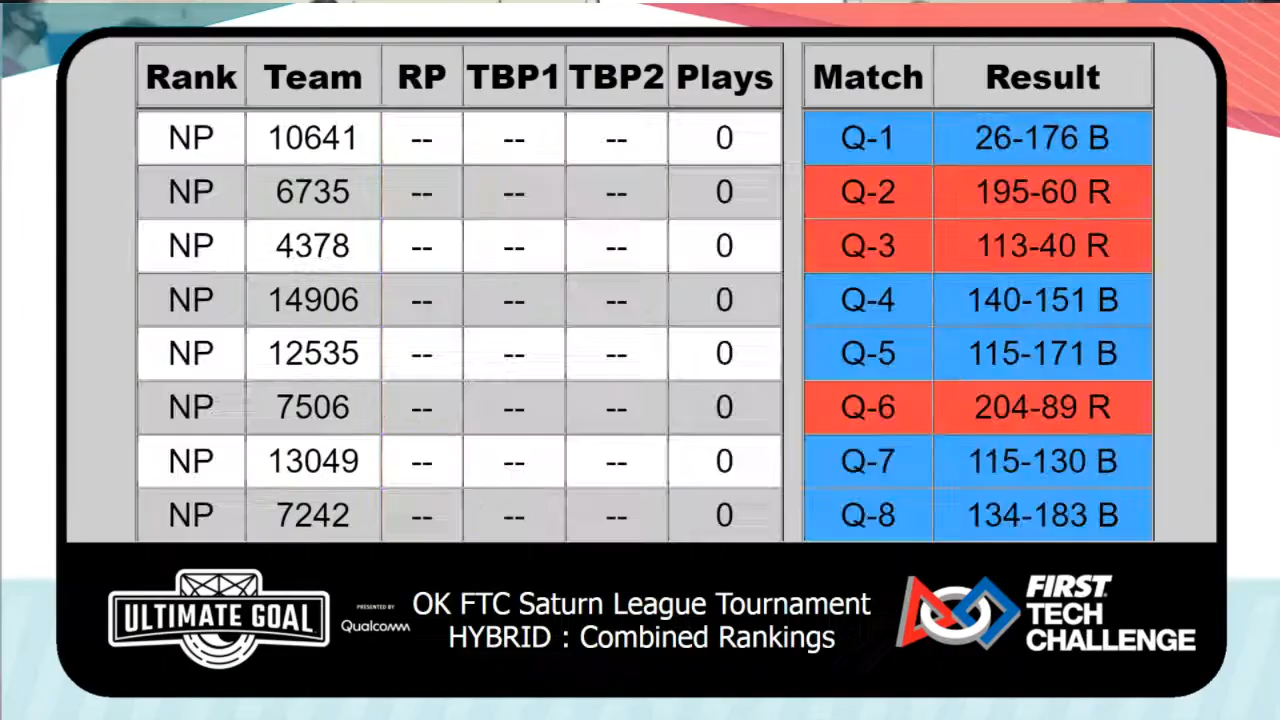 Rank Team RP TBP1 TBP2 Plays
NP 10641 -- -- -- 0
NP 6735 -- -- -- 0
NP 4378 -- -- -- 0
NP 14906 -- -- -- 0
NP 12535 -- -- -- 0
NP 7506 -- -- -- 0
NP 13049 -- -- -- 0
NP 7242 -- -- -- 0
Match Result
Q-1 26-176 B
Q-2 195-60 R
Q-3 113-40 R
Q-4 140-151 B
Q-5 115-171 B
Q-6 204-89 R
Q-7 115-130 B
Q-8 134-183 B
ULTIMATE GOAL
PRESENTED BY
Qualcomm
OK FTC Saturn League Tournament
HYBRID : Combined Rankings
FIRST
TECH
CHALLENGE